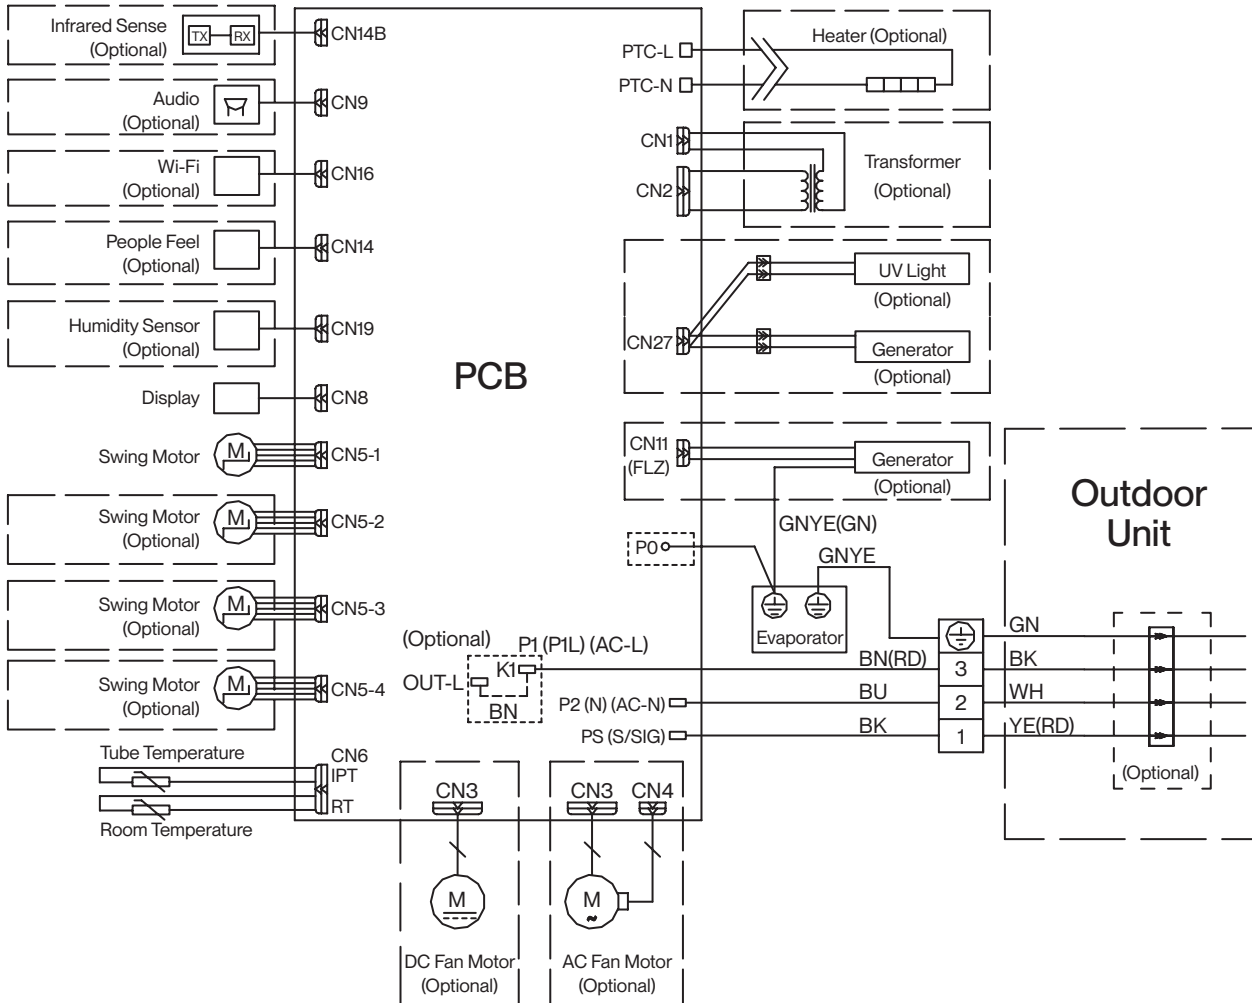 Infrared Sense
(Optional)
TX
RX
CN14B
Audio
(Optional)
CN9
Wi-Fi
(Optional)
CN16
People Feel
(Optional)
CN14
Humidity Sensor
(Optional)
CN19
Display
CN8
Swing Motor
M
CN5-1
Swing Motor
(Optional)
M
CN5-2
Swing Motor
(Optional)
M
CN5-3
Swing Motor
(Optional)
M
CN5-4
Tube Temperature
CN6
IPT
RT
Room Temperature
PCB
PTC-L
PTC-N
Heater (Optional)
CN1
CN2
Transformer
(Optional)
CN27
UV Light
(Optional)
Generator
(Optional)
CN11
(FLZ)
Generator
(Optional)
GNYE(GN)
P0
GNYE
Evaporator
(Optional)
P1 (P1L) (AC-L)
K1
OUT-L
BN
P2 (N) (AC-N)
PS (S/SIG)
BN(RD)
BU
BK
3
2
1
GN
BK
WH
YE(RD)
(Optional)
Outdoor
Unit
CN3
M
DC Fan Motor
(Optional)
CN3
CN4
M
~
AC Fan Motor
(Optional)